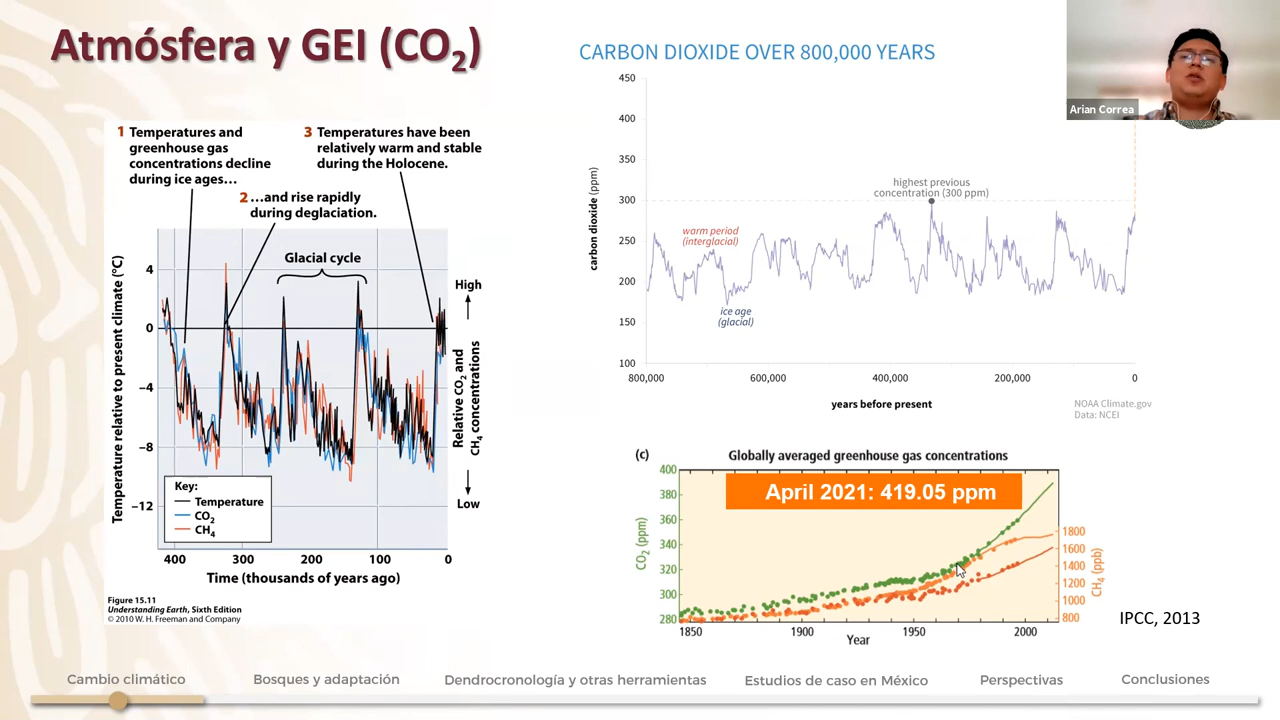 Atmósfera y GEI (CO₂)
1 Temperatures and
greenhouse gas
concentrations decline
during ice ages…
2 …and rise rapidly
during deglaciation.
3 Temperatures have been
relatively warm and stable
during the Holocene.
Glacial cycle
Temperature relative to present climate (°C)
4
0
−4
−8
−12
High
Relative CO₂ and
CH₄ concentrations
Low
Key:
Temperature
CO₂
CH₄
400
300
200
100
0
Time (thousands of years ago)
Figure 15.11
Understanding Earth, Sixth Edition
© 2010 W. H. Freeman and Company
CARBON DIOXIDE OVER 800,000 YEARS
carbon dioxide (ppm)
450
400
350
300
250
200
150
100
highest previous
concentration (300 ppm)
warm period
(interglacial)
ice age
(glacial)
800,000
600,000
400,000
200,000
0
years before present
NOAA Climate.gov
Data: NCEI
Arian Correa
(c)
Globally averaged greenhouse gas concentrations
April 2021: 419.05 ppm
CO₂ (ppm)
400
380
360
340
320
300
280
1800
1600
1400
1200
1000
800
CH₄ (ppb)
1850
1900
1950
2000
Year
IPCC, 2013
Cambio climático
Bosques y adaptación
Dendrocronología y otras herramientas
Estudios de caso en México
Perspectivas
Conclusiones